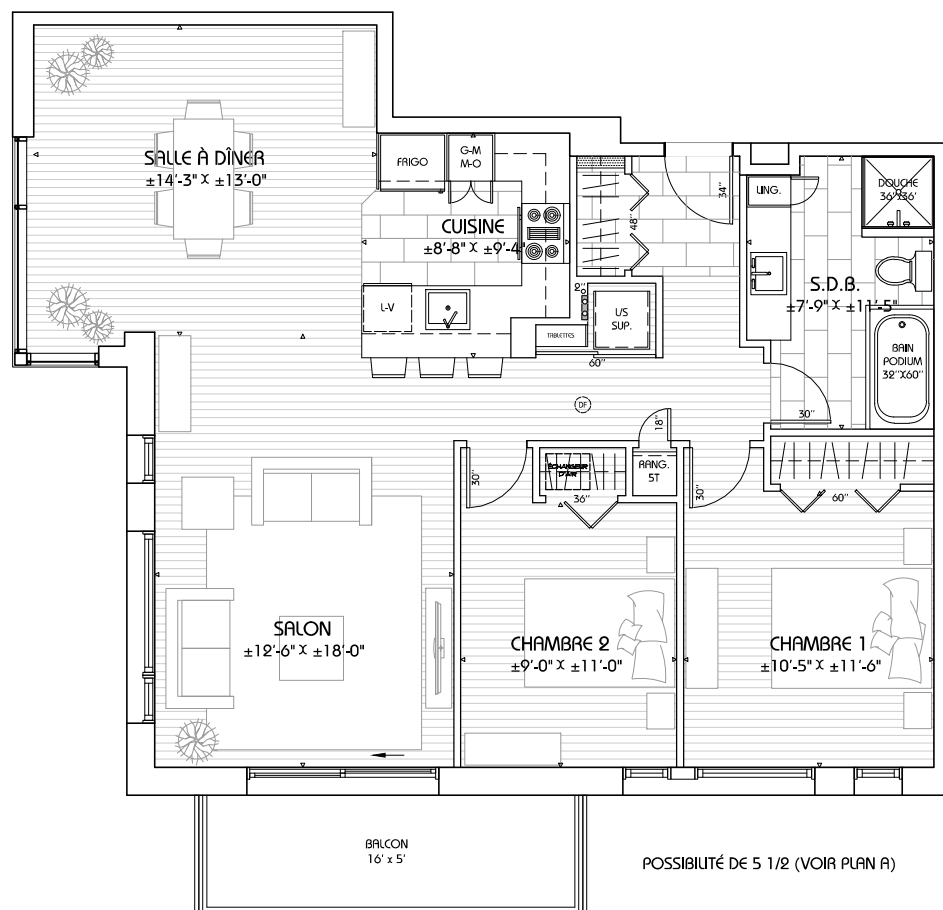 SALLE À DÎNER
±14'-3" X ±13'-0"
FRIGO
G-M
M-O
CUISINE
±8'-8" X ±9'-4"
L-V
48"
34"
LING.
DOUCHE
36"X36'
S.D.B.
±7'-9" X ±11'-5"
L/S
SUP.
TABLETTES
60"
BAIN
PODIUM
32"X60"
30"
DF
18"
30"
ÉCHANGEUR
D'AIR
36"
RANG.
5T
30"
60"
SALON
±12'-6" X ±18'-0"
CHAMBRE 2
±9'-0" X ±11'-0"
CHAMBRE 1
±10'-5" X ±11'-6"
BALCON
16' x 5'
POSSIBILITÉ DE 5 1/2 (VOIR PLAN A)